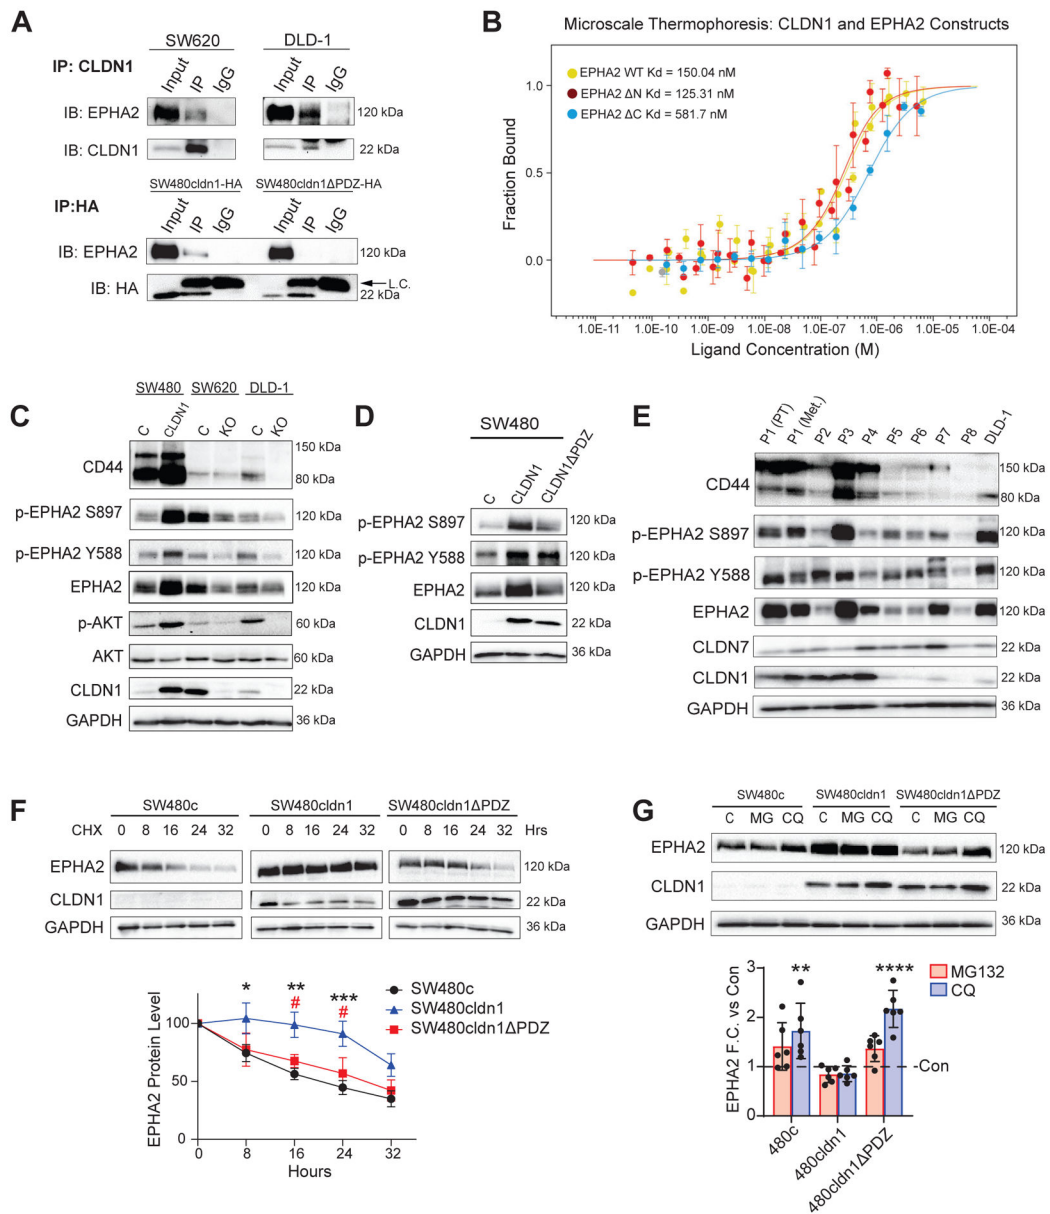 A
SW620 DLD-1
IP: CLDN1
Input IP IgG Input IP IgG
IB: EPHA2 120 kDa
IB: CLDN1 22 kDa
SW480cldn1-HA SW480cldn1ΔPDZ-HA
IP:HA
Input IP IgG Input IP IgG
IB: EPHA2 120 kDa
IB: HA L.C.
22 kDa
B
Microscale Thermophoresis: CLDN1 and EPHA2 Constructs
EPHA2 WT Kd = 150.04 nM
EPHA2 ΔN Kd = 125.31 nM
EPHA2 ΔC Kd = 581.7 nM
Fraction Bound
1.0
0.5
0.0
1.0E-11 1.0E-10 1.0E-09 1.0E-08 1.0E-07 1.0E-06 1.0E-05 1.0E-04
Ligand Concentration (M)
C
SW480 SW620 DLD-1
C CLDN1 C KO C KO
150 kDa
CD44
80 kDa
p-EPHA2 S897 120 kDa
p-EPHA2 Y588 120 kDa
EPHA2 120 kDa
p-AKT 60 kDa
AKT 60 kDa
CLDN1 22 kDa
GAPDH 36 kDa
D
SW480
C CLDN1 CLDN1ΔPDZ
p-EPHA2 S897 120 kDa
p-EPHA2 Y588 120 kDa
EPHA2 120 kDa
CLDN1 22 kDa
GAPDH 36 kDa
E
P1 (PT) P1 (Met.) P2 P3 P4 P5 P6 P7 P8 DLD-1
150 kDa
CD44
80 kDa
p-EPHA2 S897 120 kDa
p-EPHA2 Y588 120 kDa
EPHA2 120 kDa
CLDN7 22 kDa
CLDN1 22 kDa
GAPDH 36 kDa
F
SW480c SW480cldn1 SW480cldn1ΔPDZ
CHX 0 8 16 24 32 0 8 16 24 32 0 8 16 24 32 Hrs
EPHA2 120 kDa
CLDN1 22 kDa
GAPDH 36 kDa
EPHA2 Protein Level
100
50
0
* ** ***
# #
SW480c
SW480cldn1
SW480cldn1ΔPDZ
0 8 16 24 32
Hours
G
SW480c SW480cldn1 SW480cldn1ΔPDZ
C MG CQ C MG CQ C MG CQ
EPHA2 120 kDa
CLDN1 22 kDa
GAPDH 36 kDa
EPHA2 F.C. vs Con
3
2
1
0
** ****
MG132
CQ
-Con
480c
480cldn1
480cldn1ΔPDZ